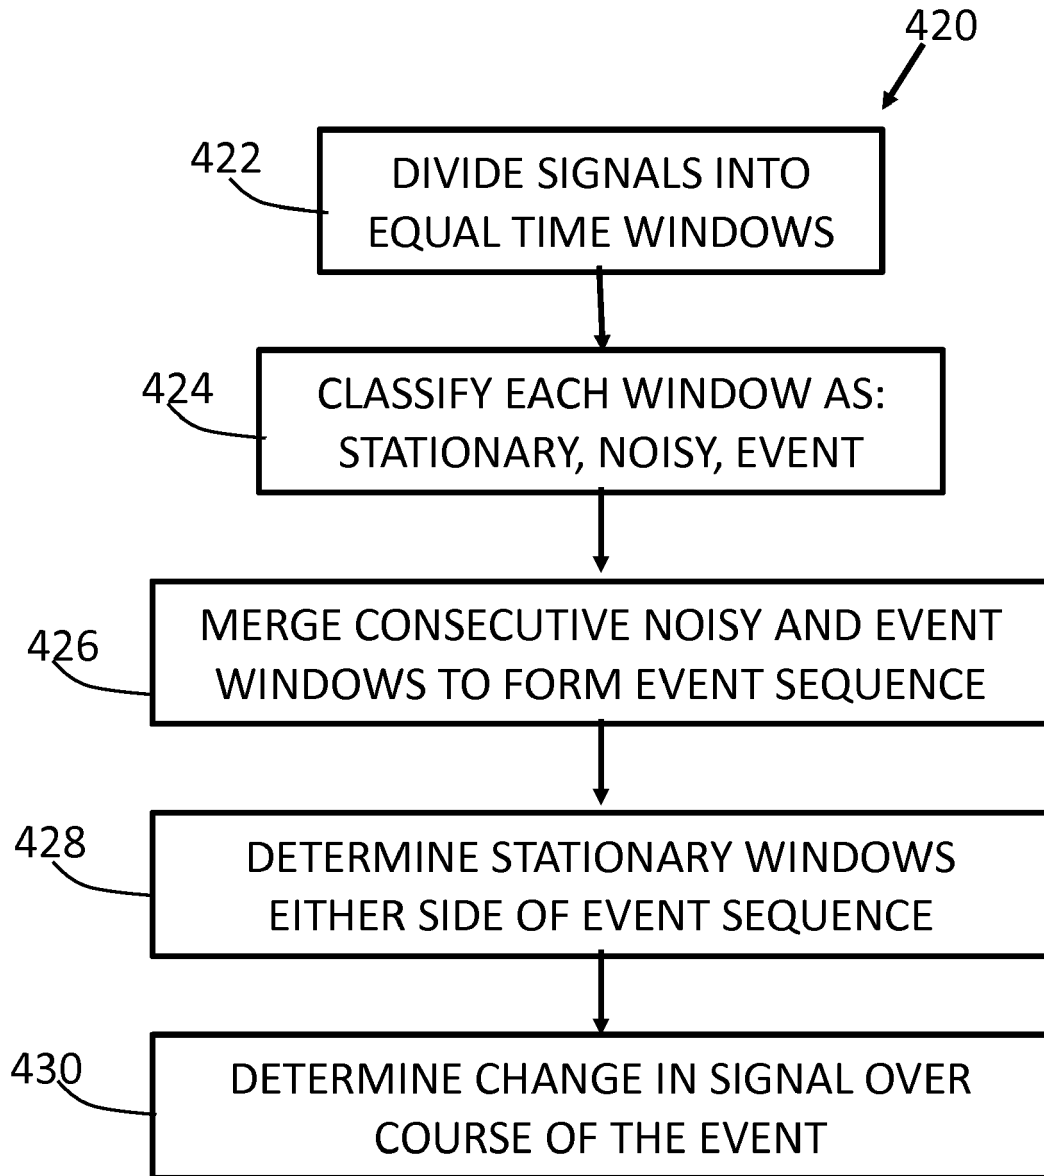 420
422
DIVIDE SIGNALS INTO
EQUAL TIME WINDOWS
424
CLASSIFY EACH WINDOW AS:
STATIONARY, NOISY, EVENT
426
MERGE CONSECUTIVE NOISY AND EVENT
WINDOWS TO FORM EVENT SEQUENCE
428
DETERMINE STATIONARY WINDOWS
EITHER SIDE OF EVENT SEQUENCE
430
DETERMINE CHANGE IN SIGNAL OVER
COURSE OF THE EVENT